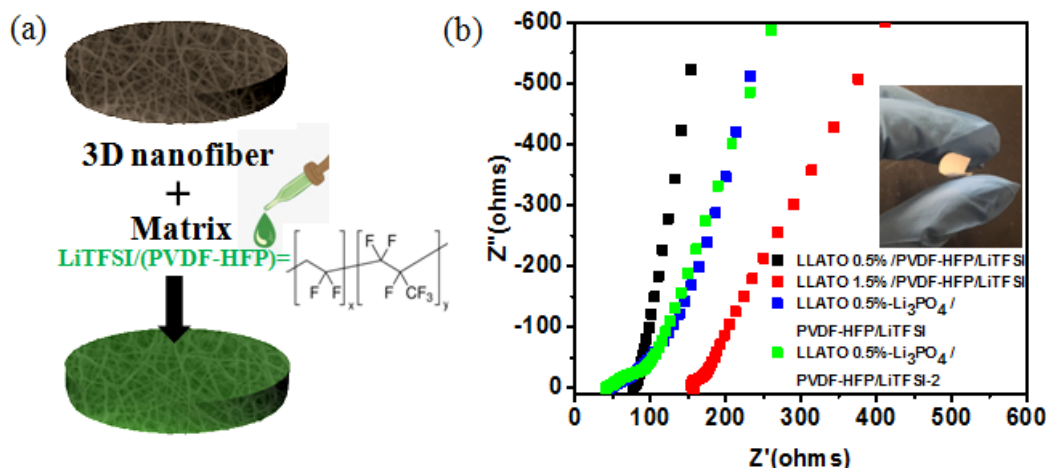 (a)
3D nanofiber
+
Matrix
LiTFSI/(PVDF-HFP)=
F F
F F F CF₃
x y
(b)
Z''(ohms)
-600
-500
-400
-300
-200
-100
0
0 100 200 300 400 500 600
Z'(ohms)
LLATO 0.5% /PVDF-HFP/LiTFSI
LLATO 1.5% /PVDF-HFP/LiTFSI
LLATO 0.5%-Li₃PO₄ /
PVDF-HFP/LiTFSI
LLATO 0.5%-Li₃PO₄ /
PVDF-HFP/LiTFSI-2